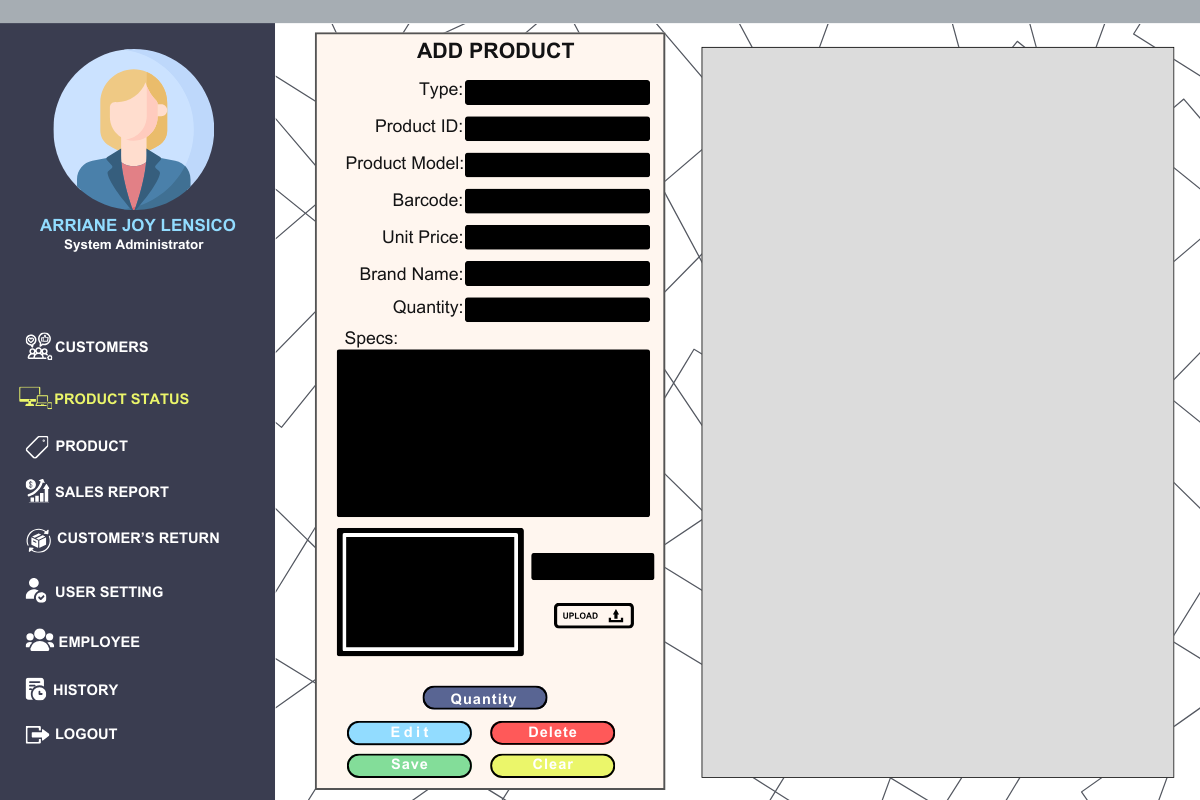 ARRIANE JOY LENSICO
System Administrator
CUSTOMERS
PRODUCT STATUS
PRODUCT
SALES REPORT
CUSTOMER’S RETURN
USER SETTING
EMPLOYEE
HISTORY
LOGOUT
ADD PRODUCT
Type:
Product ID:
Product Model:
Barcode:
Unit Price:
Brand Name:
Quantity:
Specs:
UPLOAD
Quantity
Edit
Delete
Save
Clear